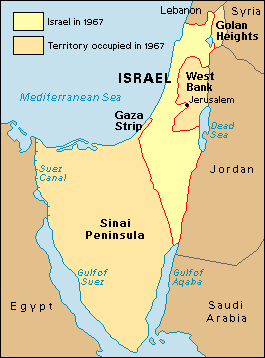 Israel in 1967
Territory occupied in 1967
Lebanon
Syria
Golan
Heights
ISRAEL
West
Bank
Mediterranean Sea
Jerusalem
Gaza
Strip
Dead
Sea
Suez
Canal
Jordan
Sinai
Peninsula
Gulf of
Suez
Gulf of
Aqaba
Egypt
Saudi
Arabia